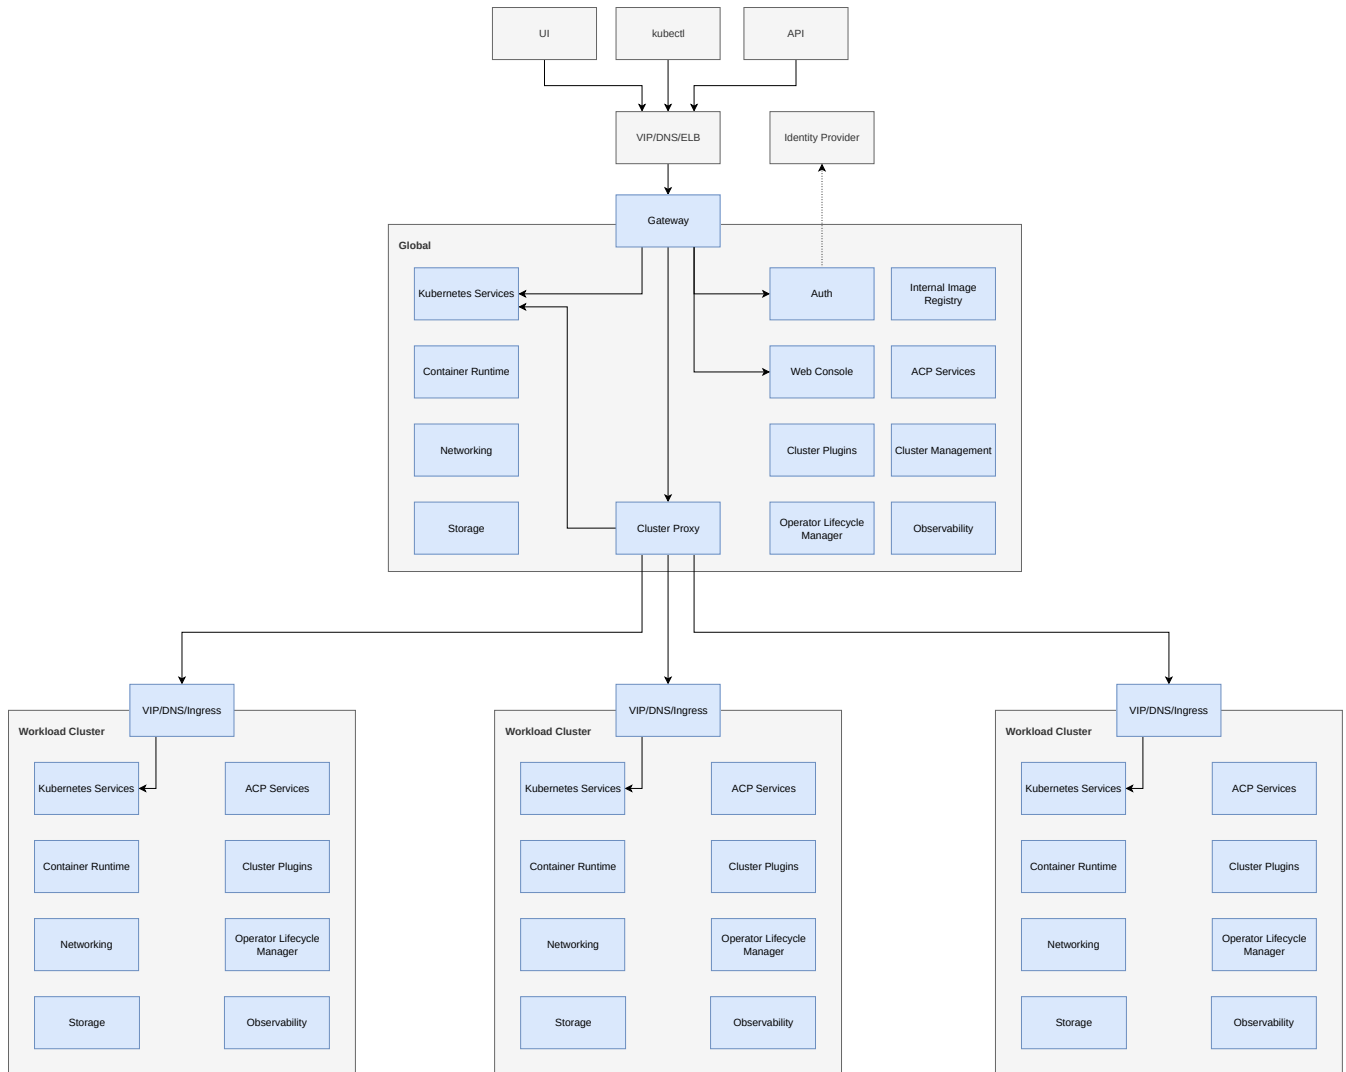 UI
kubectl
API
VIP/DNS/ELB
Identity Provider
Gateway
Global
Kubernetes Services
Auth
Internal Image
Registry
Container Runtime
Web Console
ACP Services
Networking
Cluster Plugins
Cluster Management
Storage
Cluster Proxy
Operator Lifecycle
Manager
Observability
VIP/DNS/Ingress
Workload Cluster
Kubernetes Services
ACP Services
Container Runtime
Cluster Plugins
Networking
Operator Lifecycle
Manager
Storage
Observability
VIP/DNS/Ingress
Workload Cluster
Kubernetes Services
ACP Services
Container Runtime
Cluster Plugins
Networking
Operator Lifecycle
Manager
Storage
Observability
VIP/DNS/Ingress
Workload Cluster
Kubernetes Services
ACP Services
Container Runtime
Cluster Plugins
Networking
Operator Lifecycle
Manager
Storage
Observability